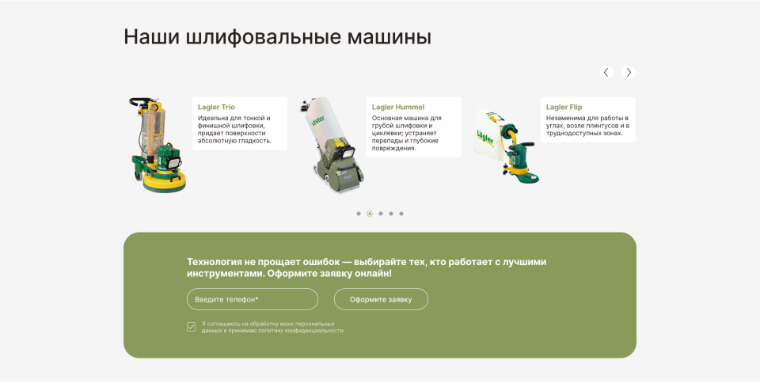 Наши шлифовальные машины
Lagler Trio
Идеальна для тонкой и
финишной шлифовки,
придает поверхности
абсолютную гладкость.
Lagler Hummel
Основная машина для
грубой шлифовки и
циклевки; устраняет
перепады и глубокие
повреждения.
Lagler Flip
Незаменима для работы в
углах, возле плинтусов и в
труднодоступных зонах.
Lagler
Технология не прощает ошибок — выбирайте тех, кто работает с лучшими
инструментами. Оформите заявку онлайн!
Введите телефон*
Оформите заявку
Я соглашаюсь на обработку моих персональных
данных и принимаю политику конфиденциальности